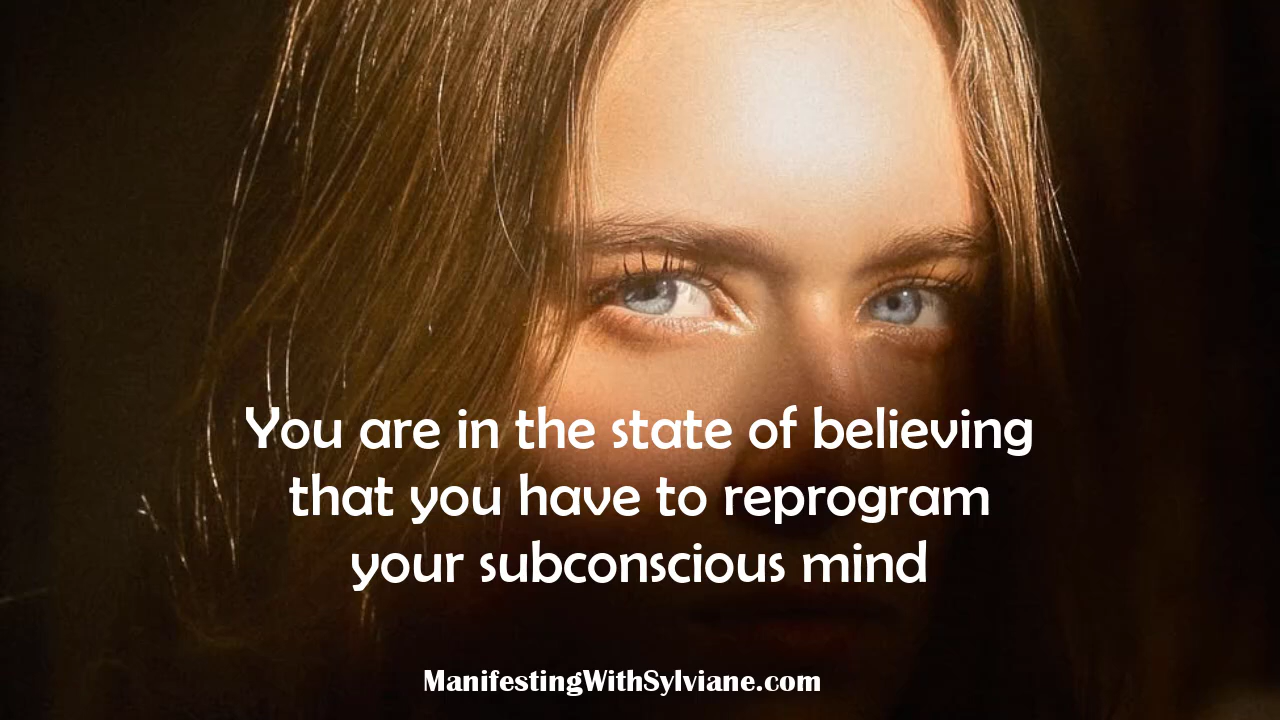 You are in the state of believing
that you have to reprogram
your subconscious mind
ManifestingWithSylviane.com